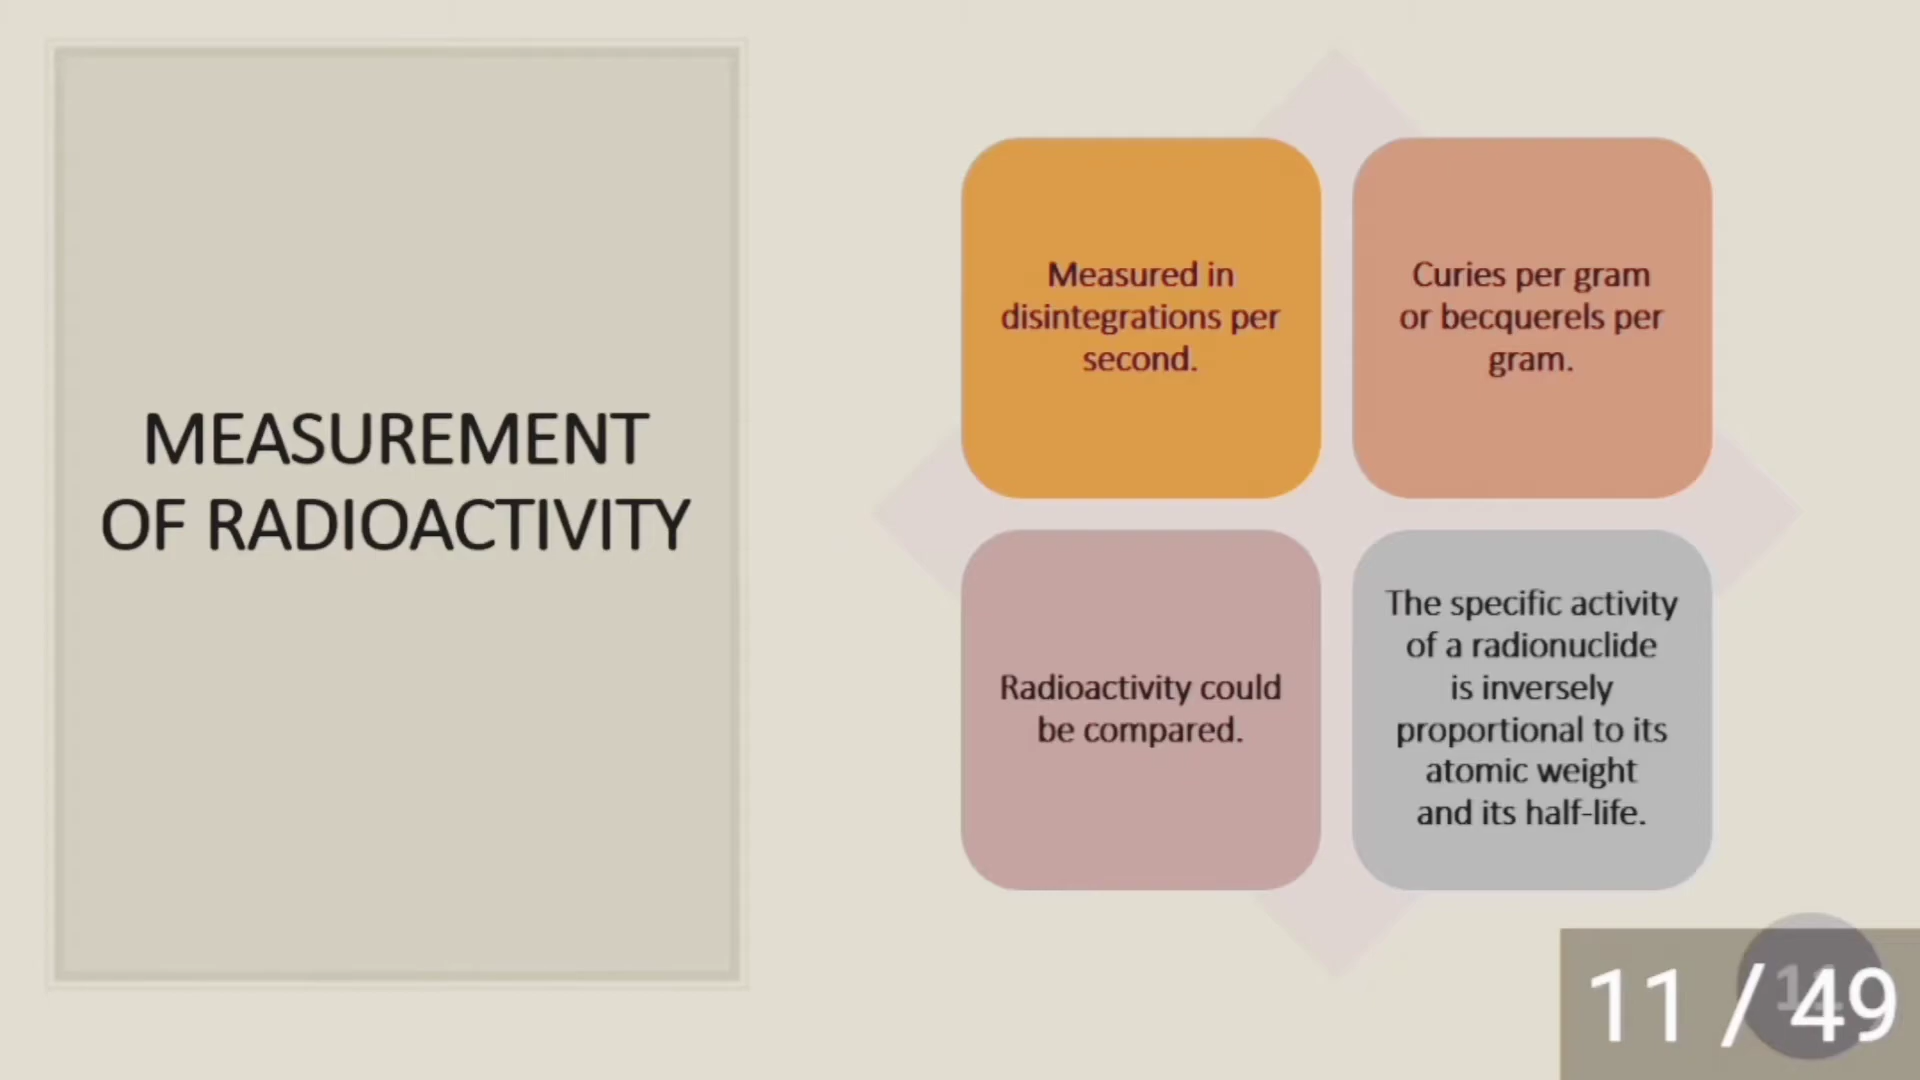 MEASUREMENT
OF RADIOACTIVITY
Measured in
disintegrations per
second.
Curies per gram
or becquerels per
gram.
Radioactivity could
be compared.
The specific activity
of a radionuclide
is inversely
proportional to its
atomic weight
and its half-life.
11 / 49